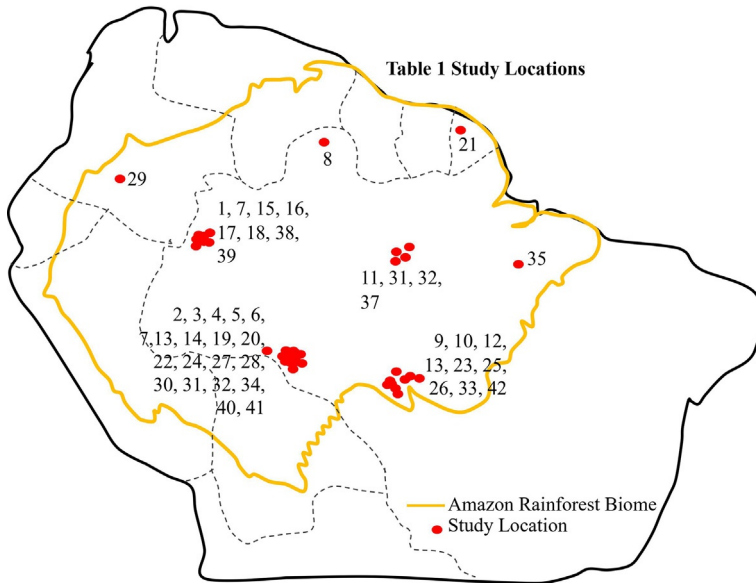 Table 1 Study Locations
21
8
29
1, 7, 15, 16,
17, 18, 38,
39
35
11, 31, 32,
37
2, 3, 4, 5, 6,
7,13, 14, 19, 20,
22, 24, 27, 28,
30, 31, 32, 34,
40, 41
9, 10, 12,
13, 23, 25,
26, 33, 42
Amazon Rainforest Biome
Study Location